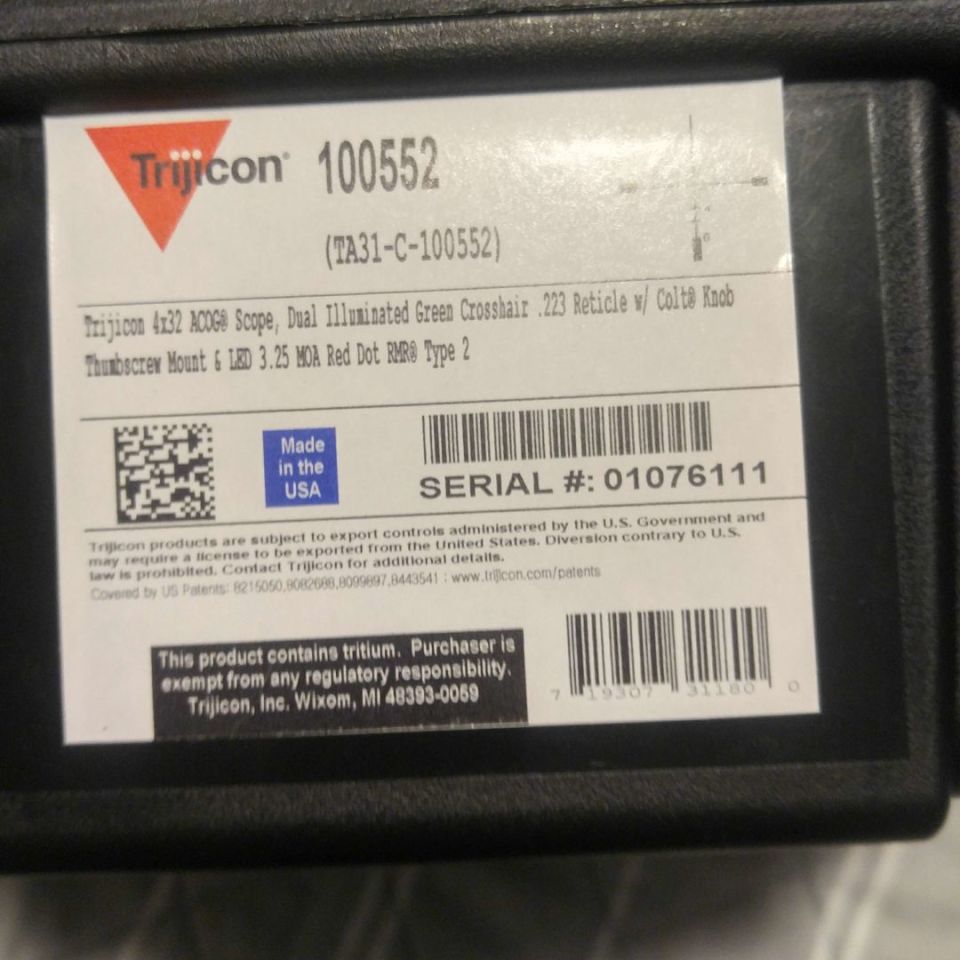 Trijicon® 100552
(TA31-C-100552)
Trijicon 4x32 ACOG® Scope, Dual Illuminated Green Crosshair .223 Reticle w/ Colt® Knob
Thumbscrew Mount & LED 3.25 MOA Red Dot RMR® Type 2
Made
in the
USA
SERIAL #: 01076111
Trijicon products are subject to export controls administered by the U.S. Government and
may require a license to be exported from the United States. Diversion contrary to U.S.
law is prohibited. Contact Trijicon for additional details.
Covered by US Patents: 8215050,8082688,8099897,8443541 ; www.trijicon.com/patents
This product contains tritium. Purchaser is
exempt from any regulatory responsibility.
Trijicon, Inc. Wixom, MI 48393-0059
7 19307 31180 0